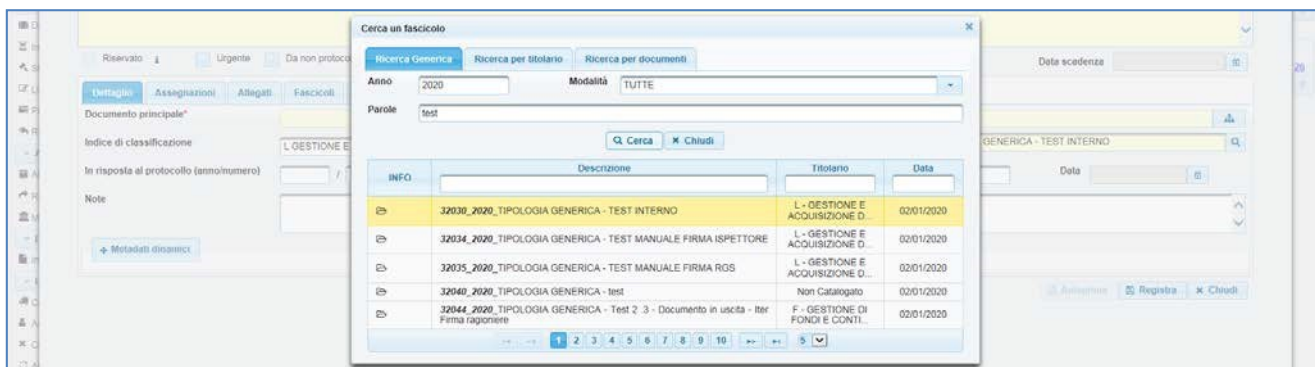 Cerca un fascicolo
Riservato Urgente Da non protoco Data scadenza
Ricerca Generica Ricerca per titolario Ricerca per documenti
Anno 2020 Modalità TUTTE
Dettaglio Assegnazioni Allegati Fascicoli
Documento principale*
Parole test
Cerca Chiudi
Indice di classificazione L GESTIONE E GENERICA - TEST INTERNO
In risposta al protocollo (anno/numero) / Data
INFO Descrizione Titolario Data
Note
32030_2020_TIPOLOGIA GENERICA - TEST INTERNO L - GESTIONE E ACQUISIZIONE D... 02/01/2020
32034_2020_TIPOLOGIA GENERICA - TEST MANUALE FIRMA ISPETTORE L - GESTIONE E ACQUISIZIONE D... 02/01/2020
+ Metadati dinamici
32035_2020_TIPOLOGIA GENERICA - TEST MANUALE FIRMA RGS L - GESTIONE E ACQUISIZIONE D... 02/01/2020
32040_2020_TIPOLOGIA GENERICA - test Non Catalogato 02/01/2020
Registra Chiudi
32044_2020_TIPOLOGIA GENERICA - Test 2 .3 - Documento in uscita - Iter Firma ragioniere F - GESTIONE DI FONDI E CONTI... 02/01/2020
1 2 3 4 5 6 7 8 9 10 5